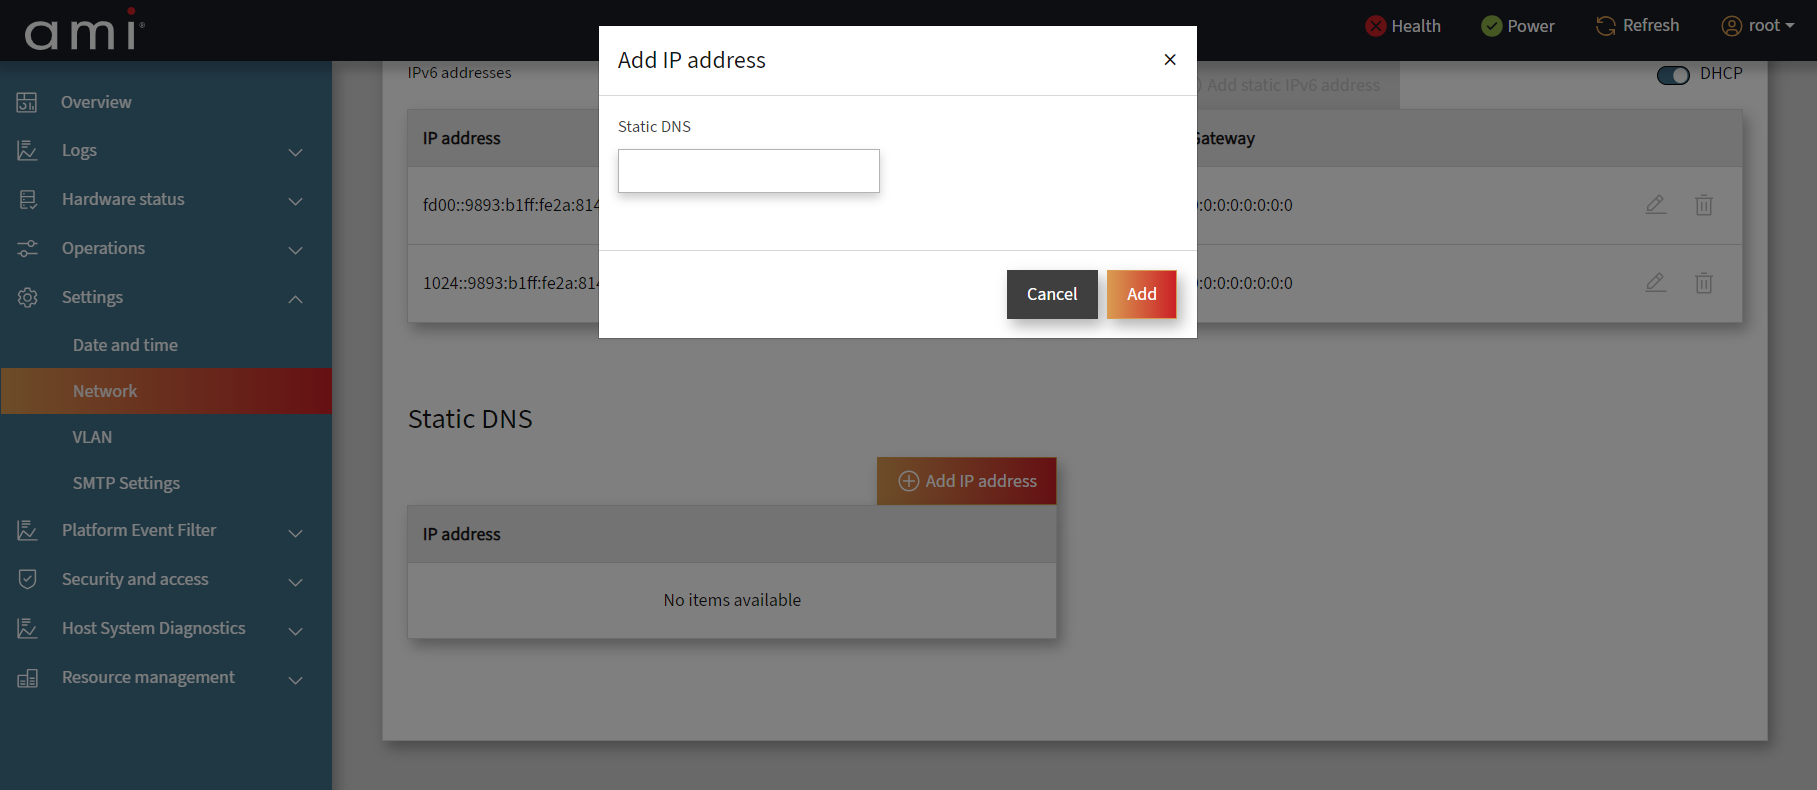 ami
Health
Power
Refresh
root
Overview
Logs
Hardware status
Operations
Settings
Date and time
Network
VLAN
SMTP Settings
Platform Event Filter
Security and access
Host System Diagnostics
Resource management
Add IP address
×
Static DNS
Cancel
Add
IPv6 addresses
Add static IPv6 address
DHCP
IP address
Gateway
fd00::9893:b1ff:fe2a:814
:0:0:0:0:0:0:0
1024::9893:b1ff:fe2a:814
:0:0:0:0:0:0:0
Static DNS
Add IP address
IP address
No items available